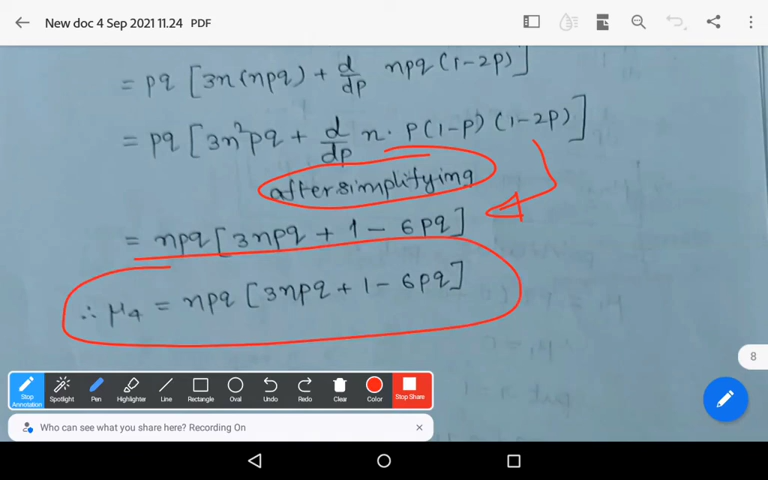 New doc 4 Sep 2021 11.24 PDF
= pq [3n(npq) + d/dp npq (1-2p)]
= pq [3n²pq + d/dp n. p(1-p) (1-2p)]
after simplifying
= npq [3npq + 1 - 6pq]
∴ μ₄ = npq [3npq + 1 - 6pq]
8
Stop Annotation Spotlight Pen Highlighter Line Rectangle Oval Undo Redo Clear Color Stop Share
Who can see what you share here? Recording On